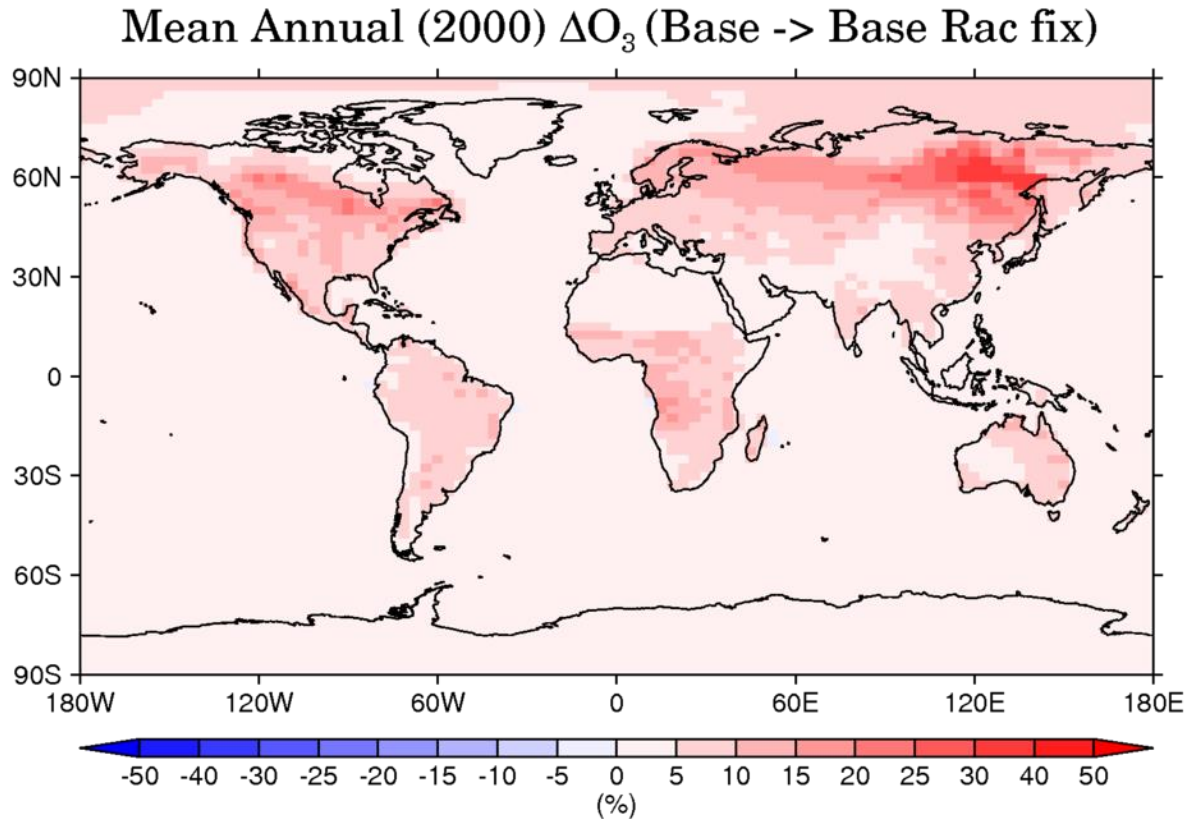 Mean Annual (2000) ΔO₃ (Base -> Base Rac fix)
90N
60N
30N
0
30S
60S
90S
180W 120W 60W 0 60E 120E 180E
-50 -40 -30 -25 -20 -15 -10 -5 0 5 10 15 20 25 30 40 50
(%)